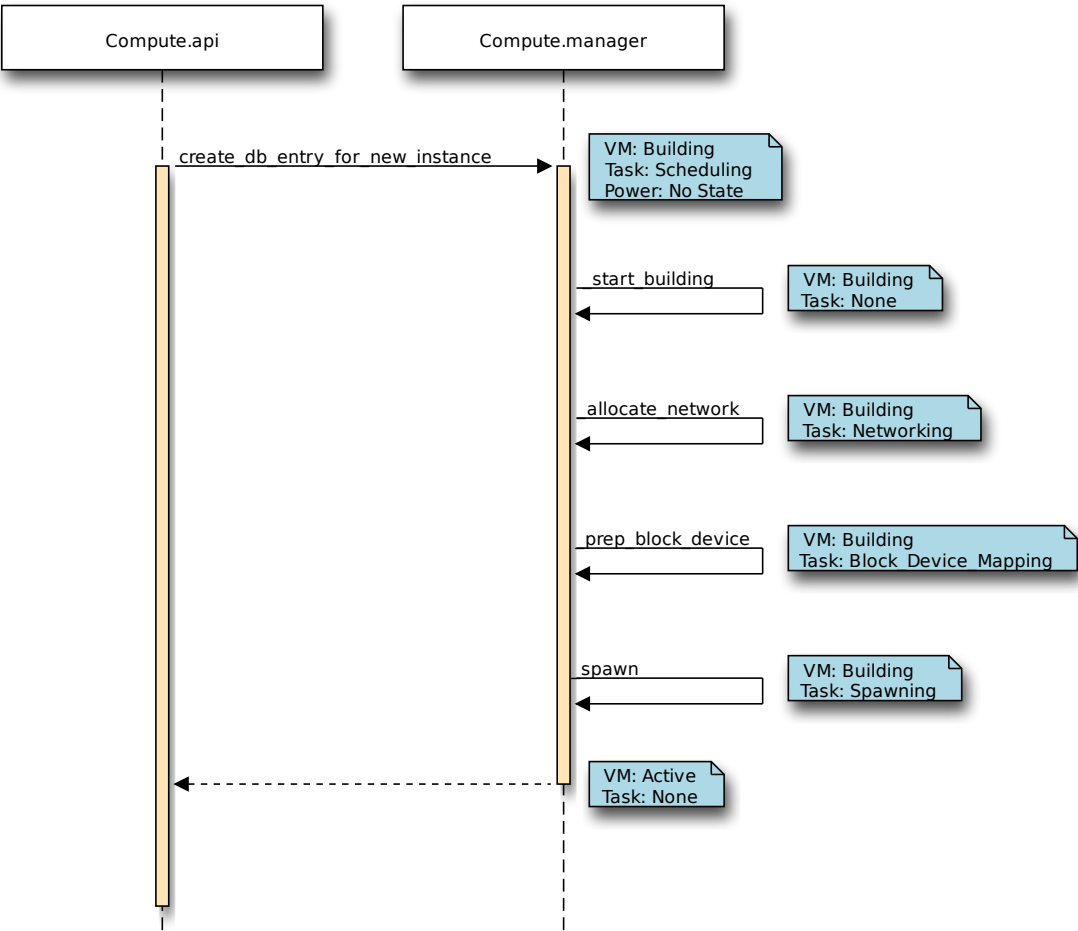 Compute.api
Compute.manager
create_db_entry_for_new_instance
VM: Building
Task: Scheduling
Power: No State
_start_building
VM: Building
Task: None
_allocate_network
VM: Building
Task: Networking
_prep_block_device
VM: Building
Task: Block_Device_Mapping
spawn
VM: Building
Task: Spawning
VM: Active
Task: None